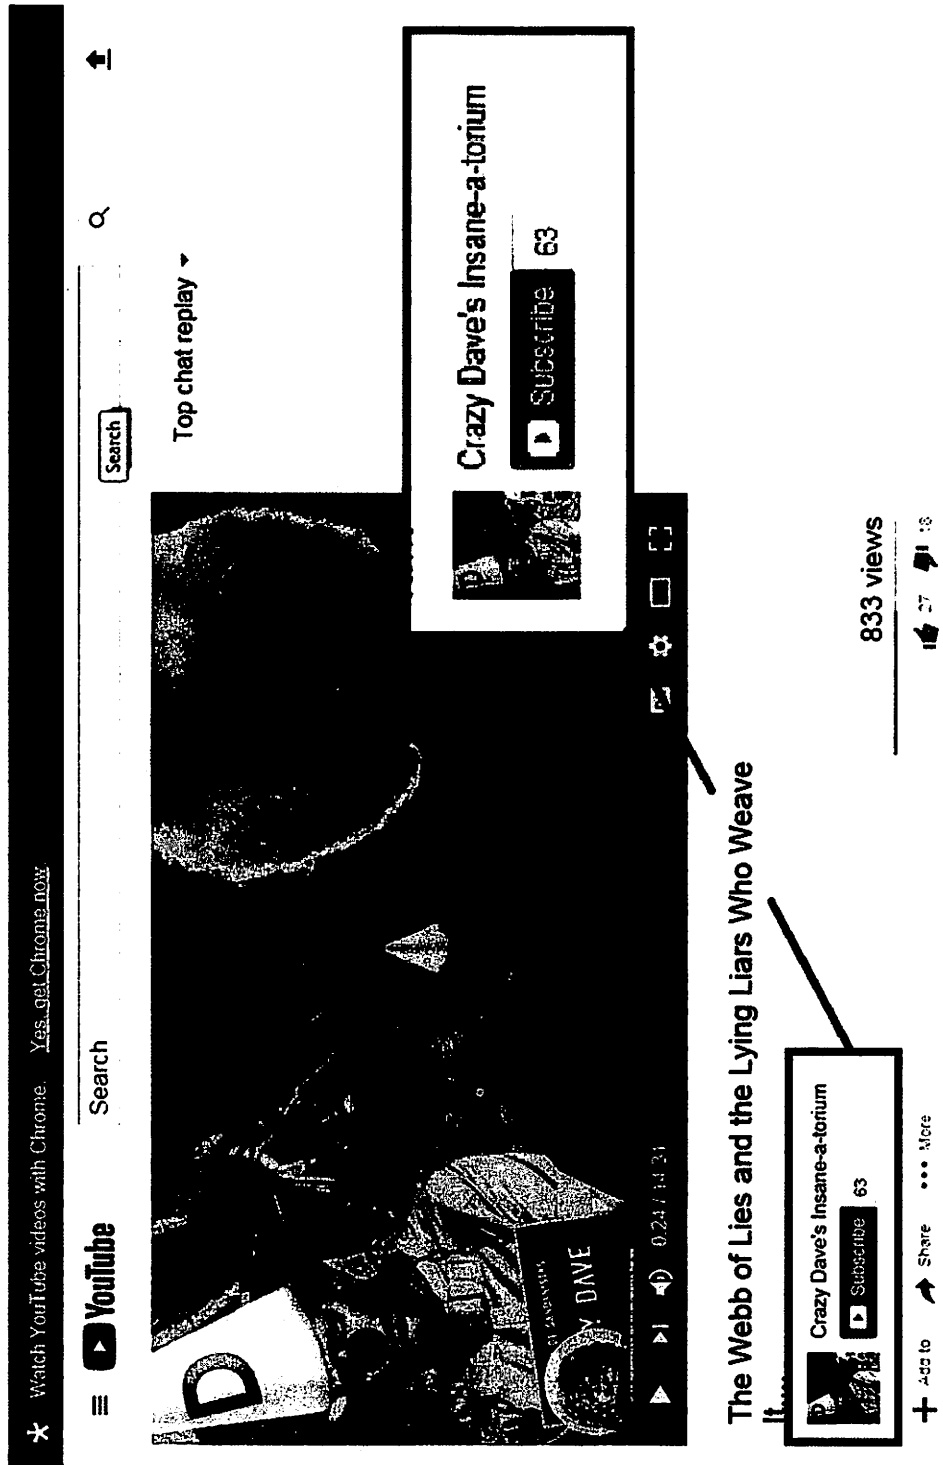 Watch YouTube videos with Chrome. Yes, get Chrome now
YouTube
Search
Search
Top chat replay
D
Y DAVE
0:24 /
Crazy Dave's Insane-a-torium
Subscribe 63
The Webb of Lies and the Lying Liars Who Weave
It
Crazy Dave's Insane-a-torium
Subscribe 63
833 views
Add to Share More
27 18